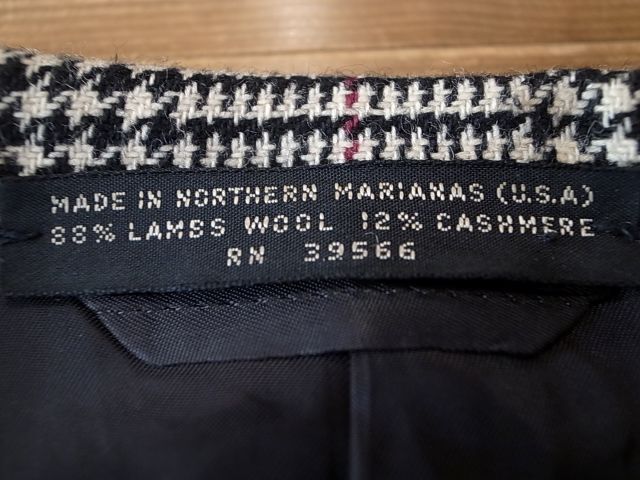 MADE IN NORTHERN MARIANAS (U.S.A)
88% LAMBS WOOL 12% CASHMERE
RN 39566